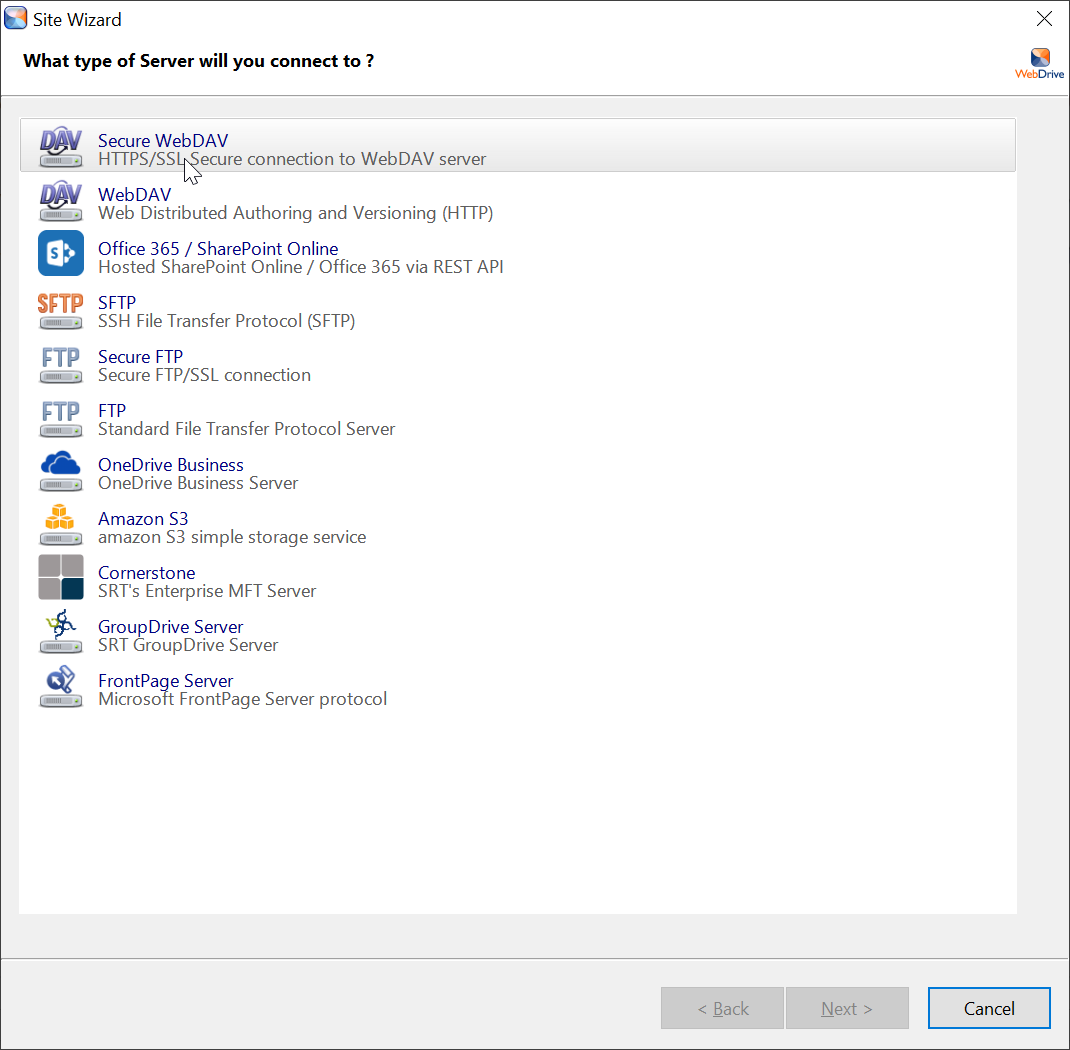 Site Wizard
What type of Server will you connect to ?
WebDrive
DAV
Secure WebDAV
HTTPS/SSL Secure connection to WebDAV server
DAV
WebDAV
Web Distributed Authoring and Versioning (HTTP)
S
Office 365 / SharePoint Online
Hosted SharePoint Online / Office 365 via REST API
SFTP
SFTP
SSH File Transfer Protocol (SFTP)
FTP
Secure FTP
Secure FTP/SSL connection
FTP
FTP
Standard File Transfer Protocol Server
OneDrive Business
OneDrive Business Server
Amazon S3
amazon S3 simple storage service
Cornerstone
SRT's Enterprise MFT Server
GroupDrive Server
SRT GroupDrive Server
FrontPage Server
Microsoft FrontPage Server protocol
< Back
Next >
Cancel